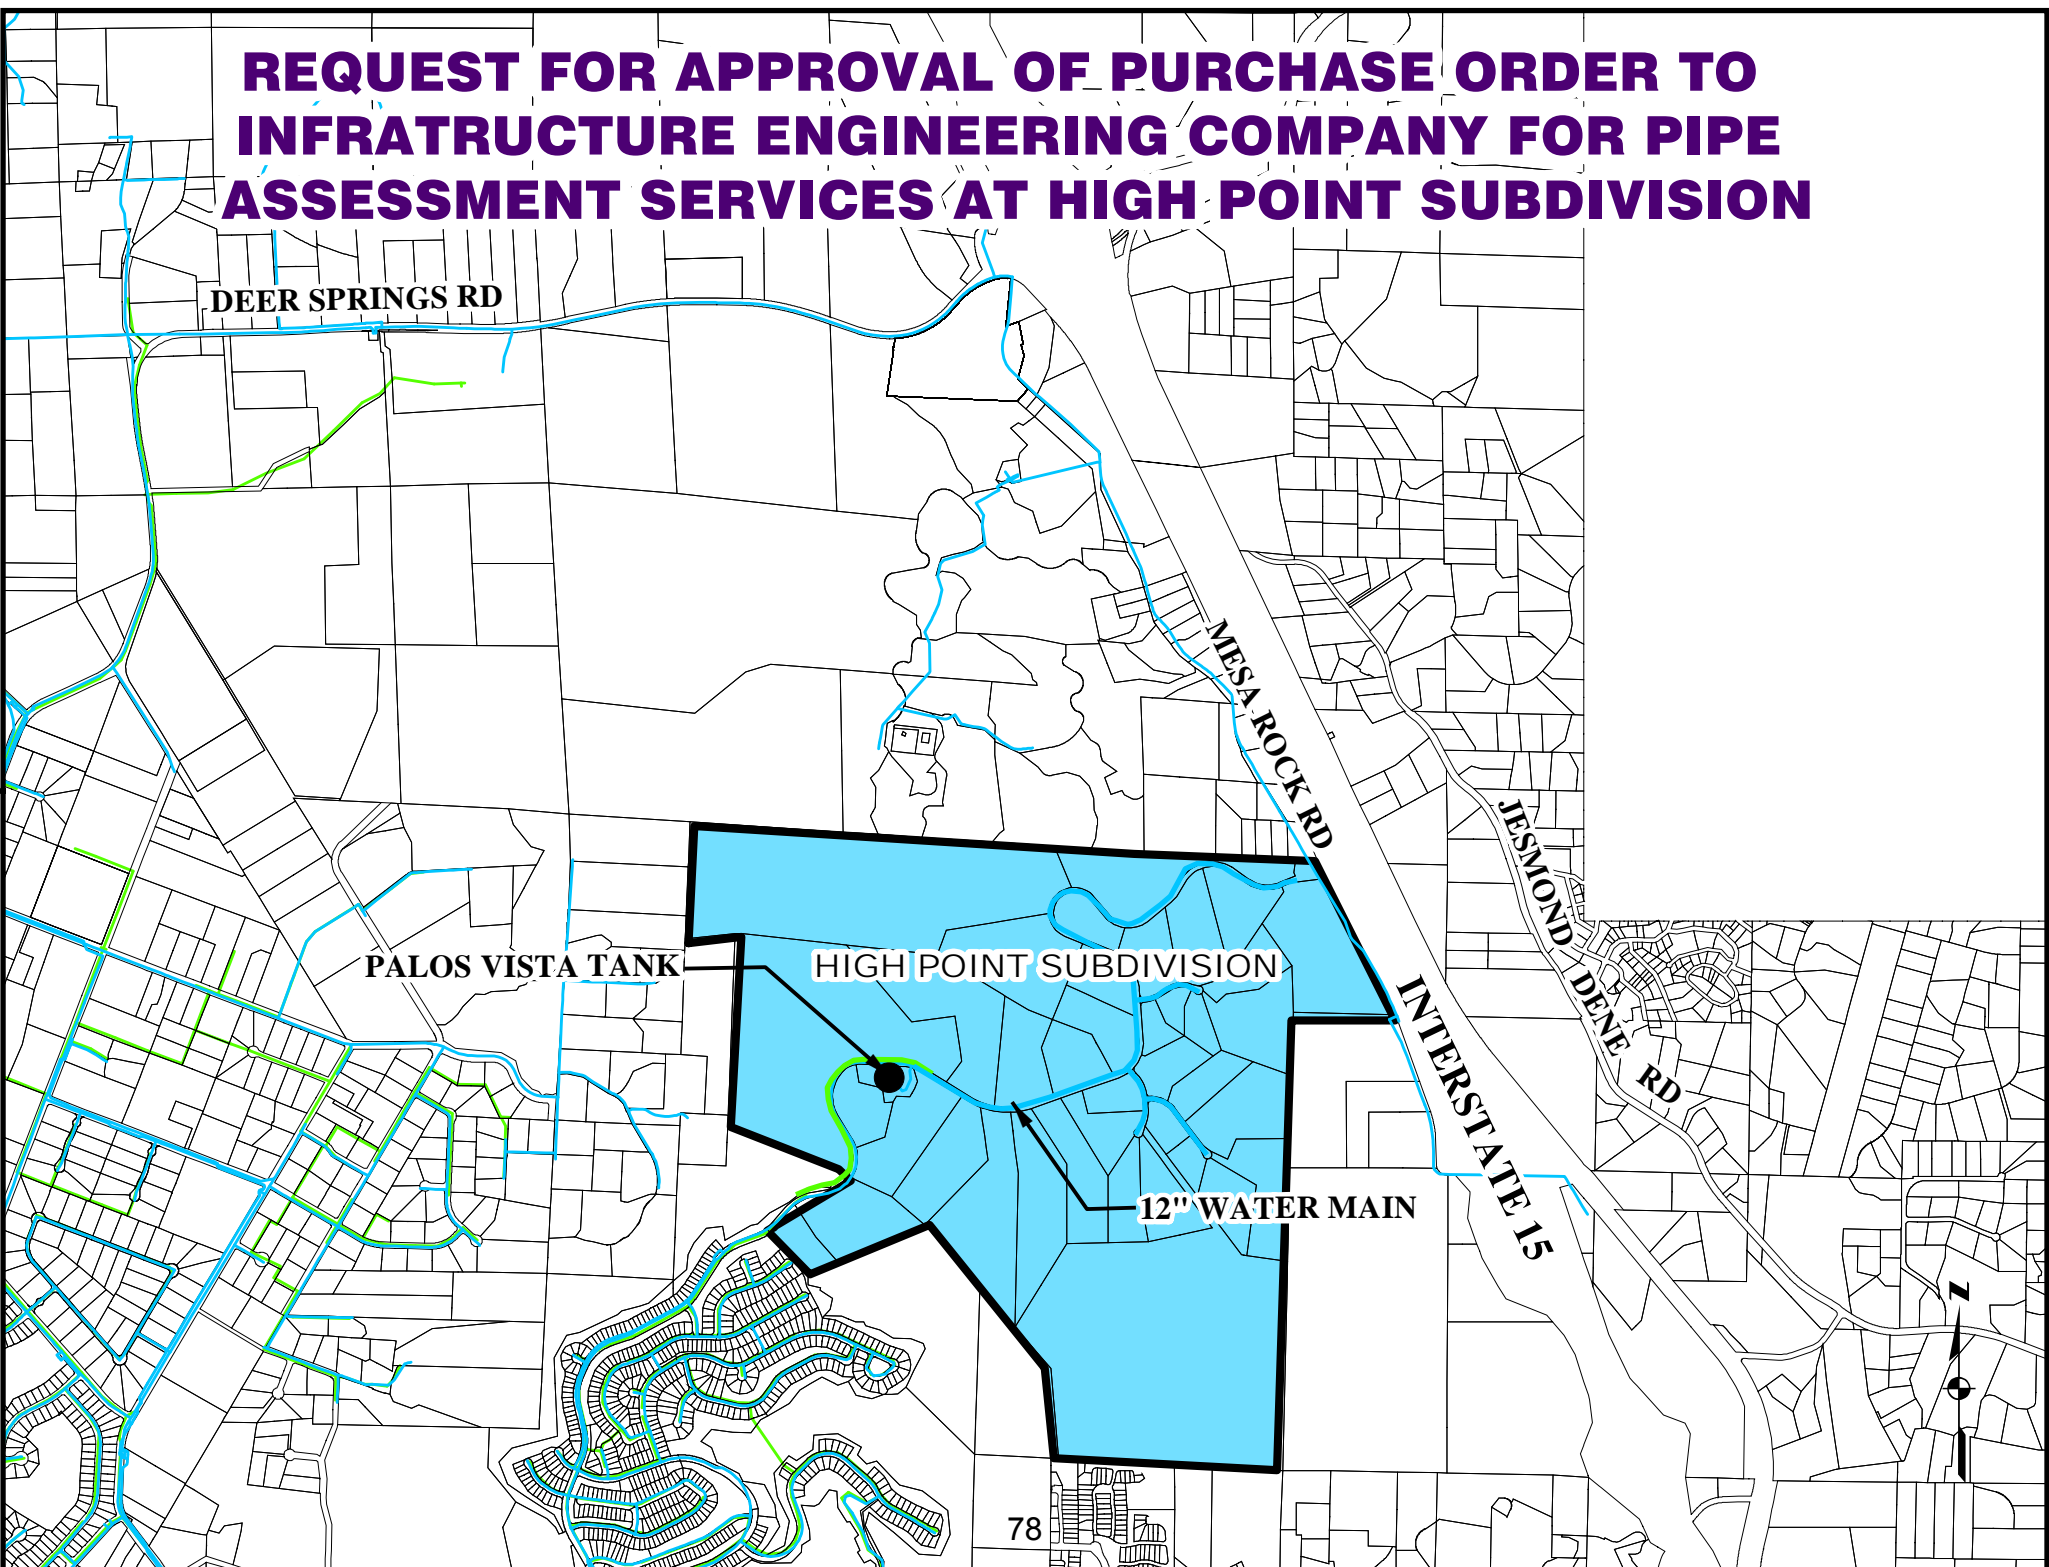 REQUEST FOR APPROVAL OF PURCHASE ORDER TO
INFRATRUCTURE ENGINEERING COMPANY FOR PIPE
ASSESSMENT SERVICES AT HIGH POINT SUBDIVISION
DEER SPRINGS RD
MESA ROCK RD
JESMOND DENE RD
PALOS VISTA TANK
HIGH POINT SUBDIVISION
INTERSTATE 15
12" WATER MAIN
N
78